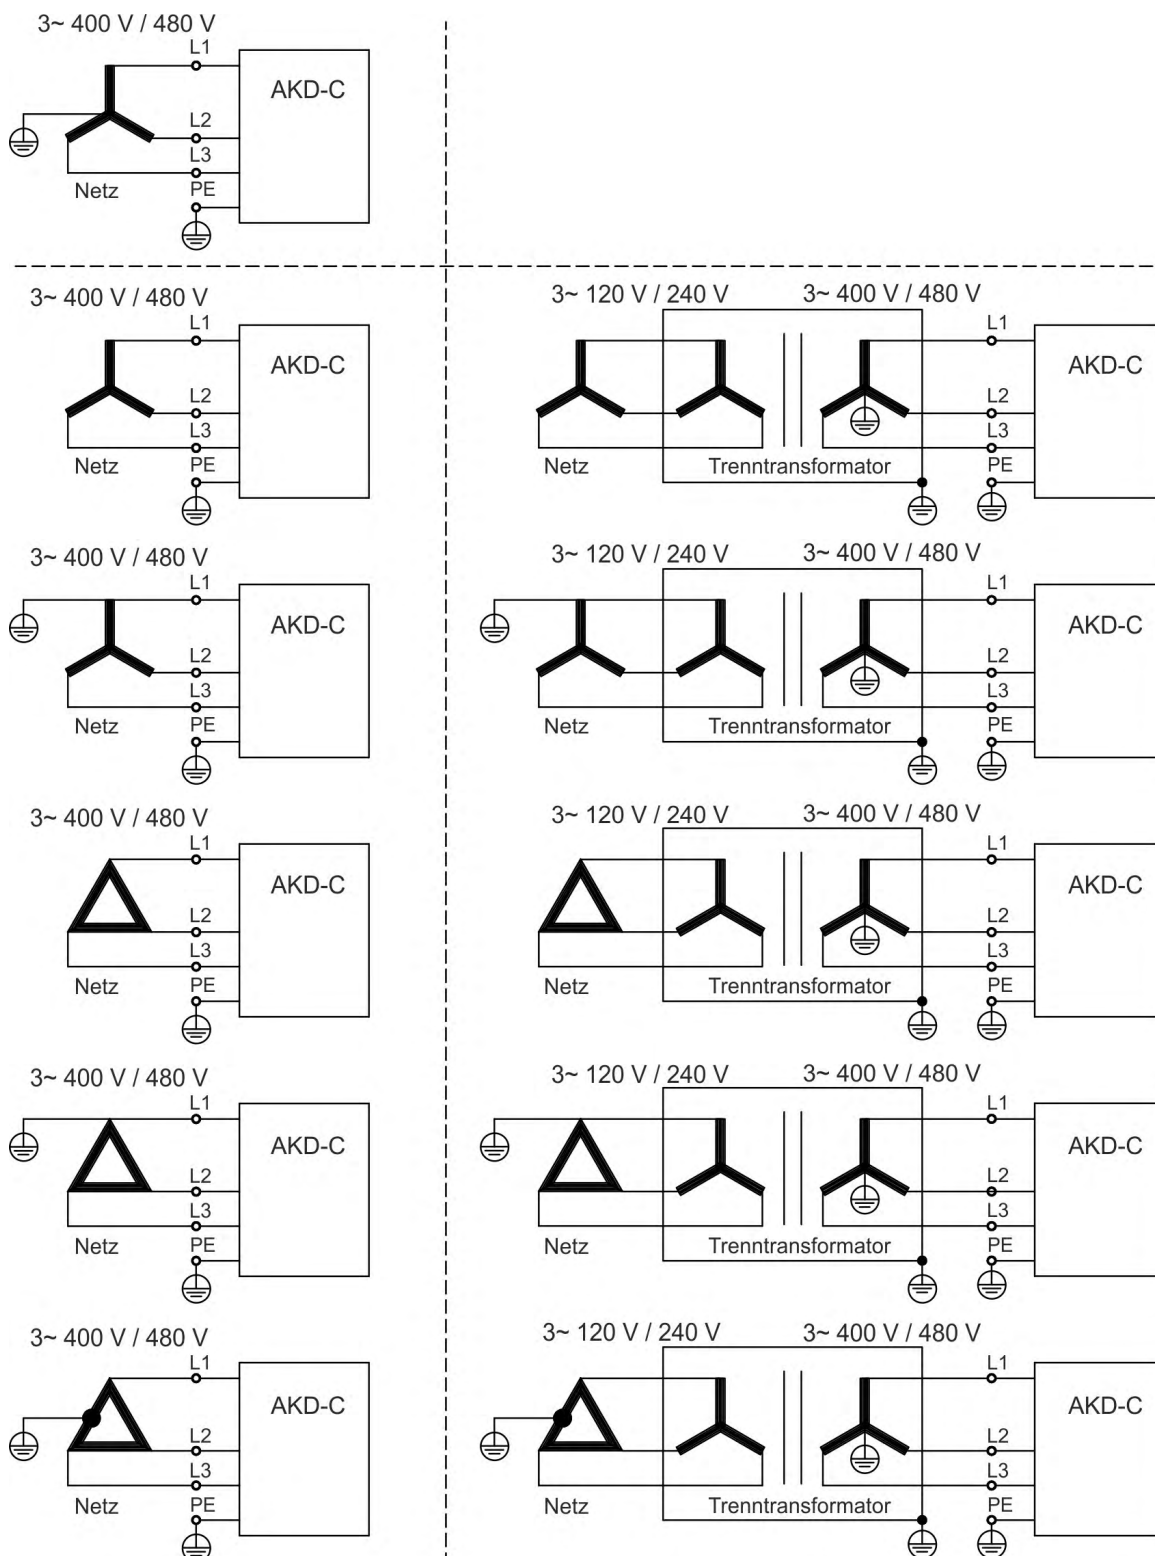 3~ 400 V / 480 V
L1
AKD-C
L2
L3
Netz
PE
3~ 400 V / 480 V
L1
AKD-C
L2
L3
Netz
PE
3~ 120 V / 240 V
3~ 400 V / 480 V
L1
AKD-C
L2
L3
Netz
Trenntransformator
PE
3~ 400 V / 480 V
L1
AKD-C
L2
L3
Netz
PE
3~ 120 V / 240 V
3~ 400 V / 480 V
L1
AKD-C
L2
L3
Netz
Trenntransformator
PE
3~ 400 V / 480 V
L1
AKD-C
L2
L3
Netz
PE
3~ 120 V / 240 V
3~ 400 V / 480 V
L1
AKD-C
L2
L3
Netz
Trenntransformator
PE
3~ 400 V / 480 V
L1
AKD-C
L2
L3
Netz
PE
3~ 120 V / 240 V
3~ 400 V / 480 V
L1
AKD-C
L2
L3
Netz
Trenntransformator
PE
3~ 400 V / 480 V
L1
AKD-C
L2
L3
Netz
PE
3~ 120 V / 240 V
3~ 400 V / 480 V
L1
AKD-C
L2
L3
Netz
Trenntransformator
PE